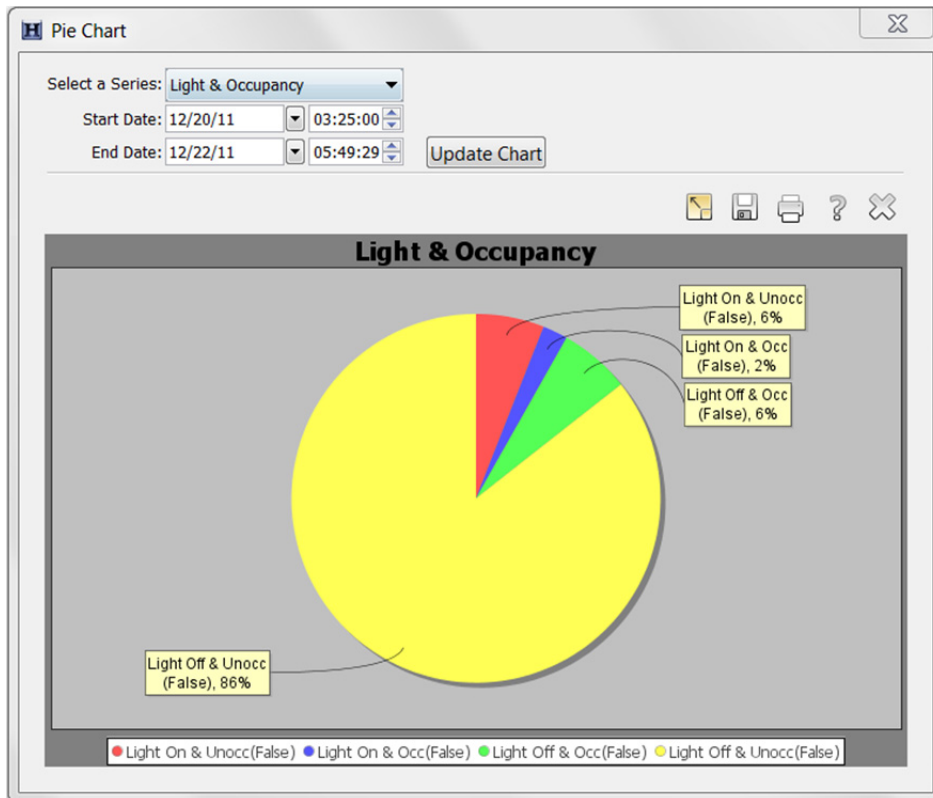 H Pie Chart
Select a Series: Light & Occupancy
Start Date: 12/20/11 03:25:00
End Date: 12/22/11 05:49:29 Update Chart
?
Light & Occupancy
Light On & Unocc
(False), 6%
Light On & Occ
(False), 2%
Light Off & Occ
(False), 6%
Light Off & Unocc
(False), 86%
Light On & Unocc(False) Light On & Occ(False) Light Off & Occ(False) Light Off & Unocc(False)